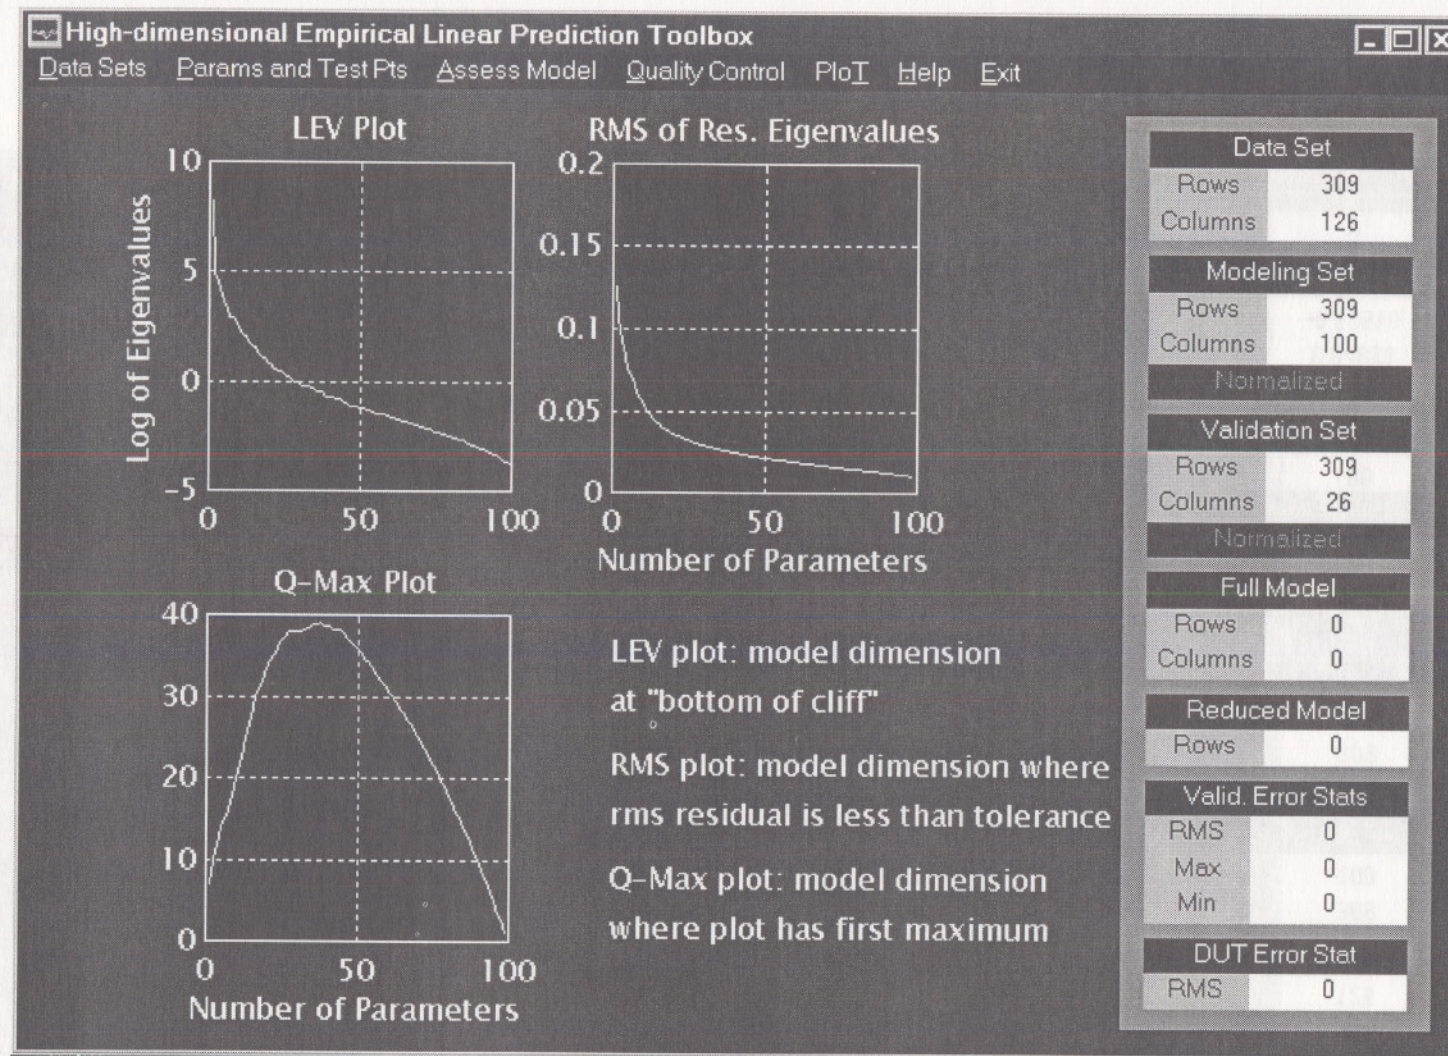 High-dimensional Empirical Linear Prediction Toolbox
Data Sets Params and Test Pts Assess Model Quality Control PloT Help Exit
LEV Plot
10
5
0
-5
Log of Eigenvalues
0 50 100
RMS of Res. Eigenvalues
0.2
0.15
0.1
0.05
0
0 50 100
Number of Parameters
Q-Max Plot
40
30
20
10
0
0 50 100
Number of Parameters
LEV plot: model dimension
at "bottom of cliff"
RMS plot: model dimension where
rms residual is less than tolerance
Q-Max plot: model dimension
where plot has first maximum
Data Set
Rows 309
Columns 126
Modeling Set
Rows 309
Columns 100
Normalized
Validation Set
Rows 309
Columns 26
Normalized
Full Model
Rows 0
Columns 0
Reduced Model
Rows 0
Valid. Error Stats
RMS 0
Max 0
Min 0
DUT Error Stat
RMS 0